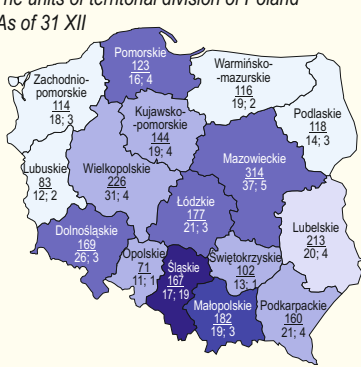 The units of territorial division of Poland
As of 31 XII
Pomorskie
123
16; 4
Zachodnio-
pomorskie
114
18; 3
Warmińsko-
mazurskie
116
19; 2
Podlaskie
118
14; 3
Kujawsko-
-pomorskie
144
19; 4
Lubuskie
83
12; 2
Wielkopolskie
226
31; 4
Mazowieckie
314
37; 5
Łódzkie
177
21; 3
Lubelskie
213
20; 4
Dolnośląskie
169
26; 3
Opolskie
71
11; 1
Śląskie
167
17; 19
Świętokrzyskie
102
13; 1
Małopolskie
182
19; 3
Podkarpackie
160
21; 4